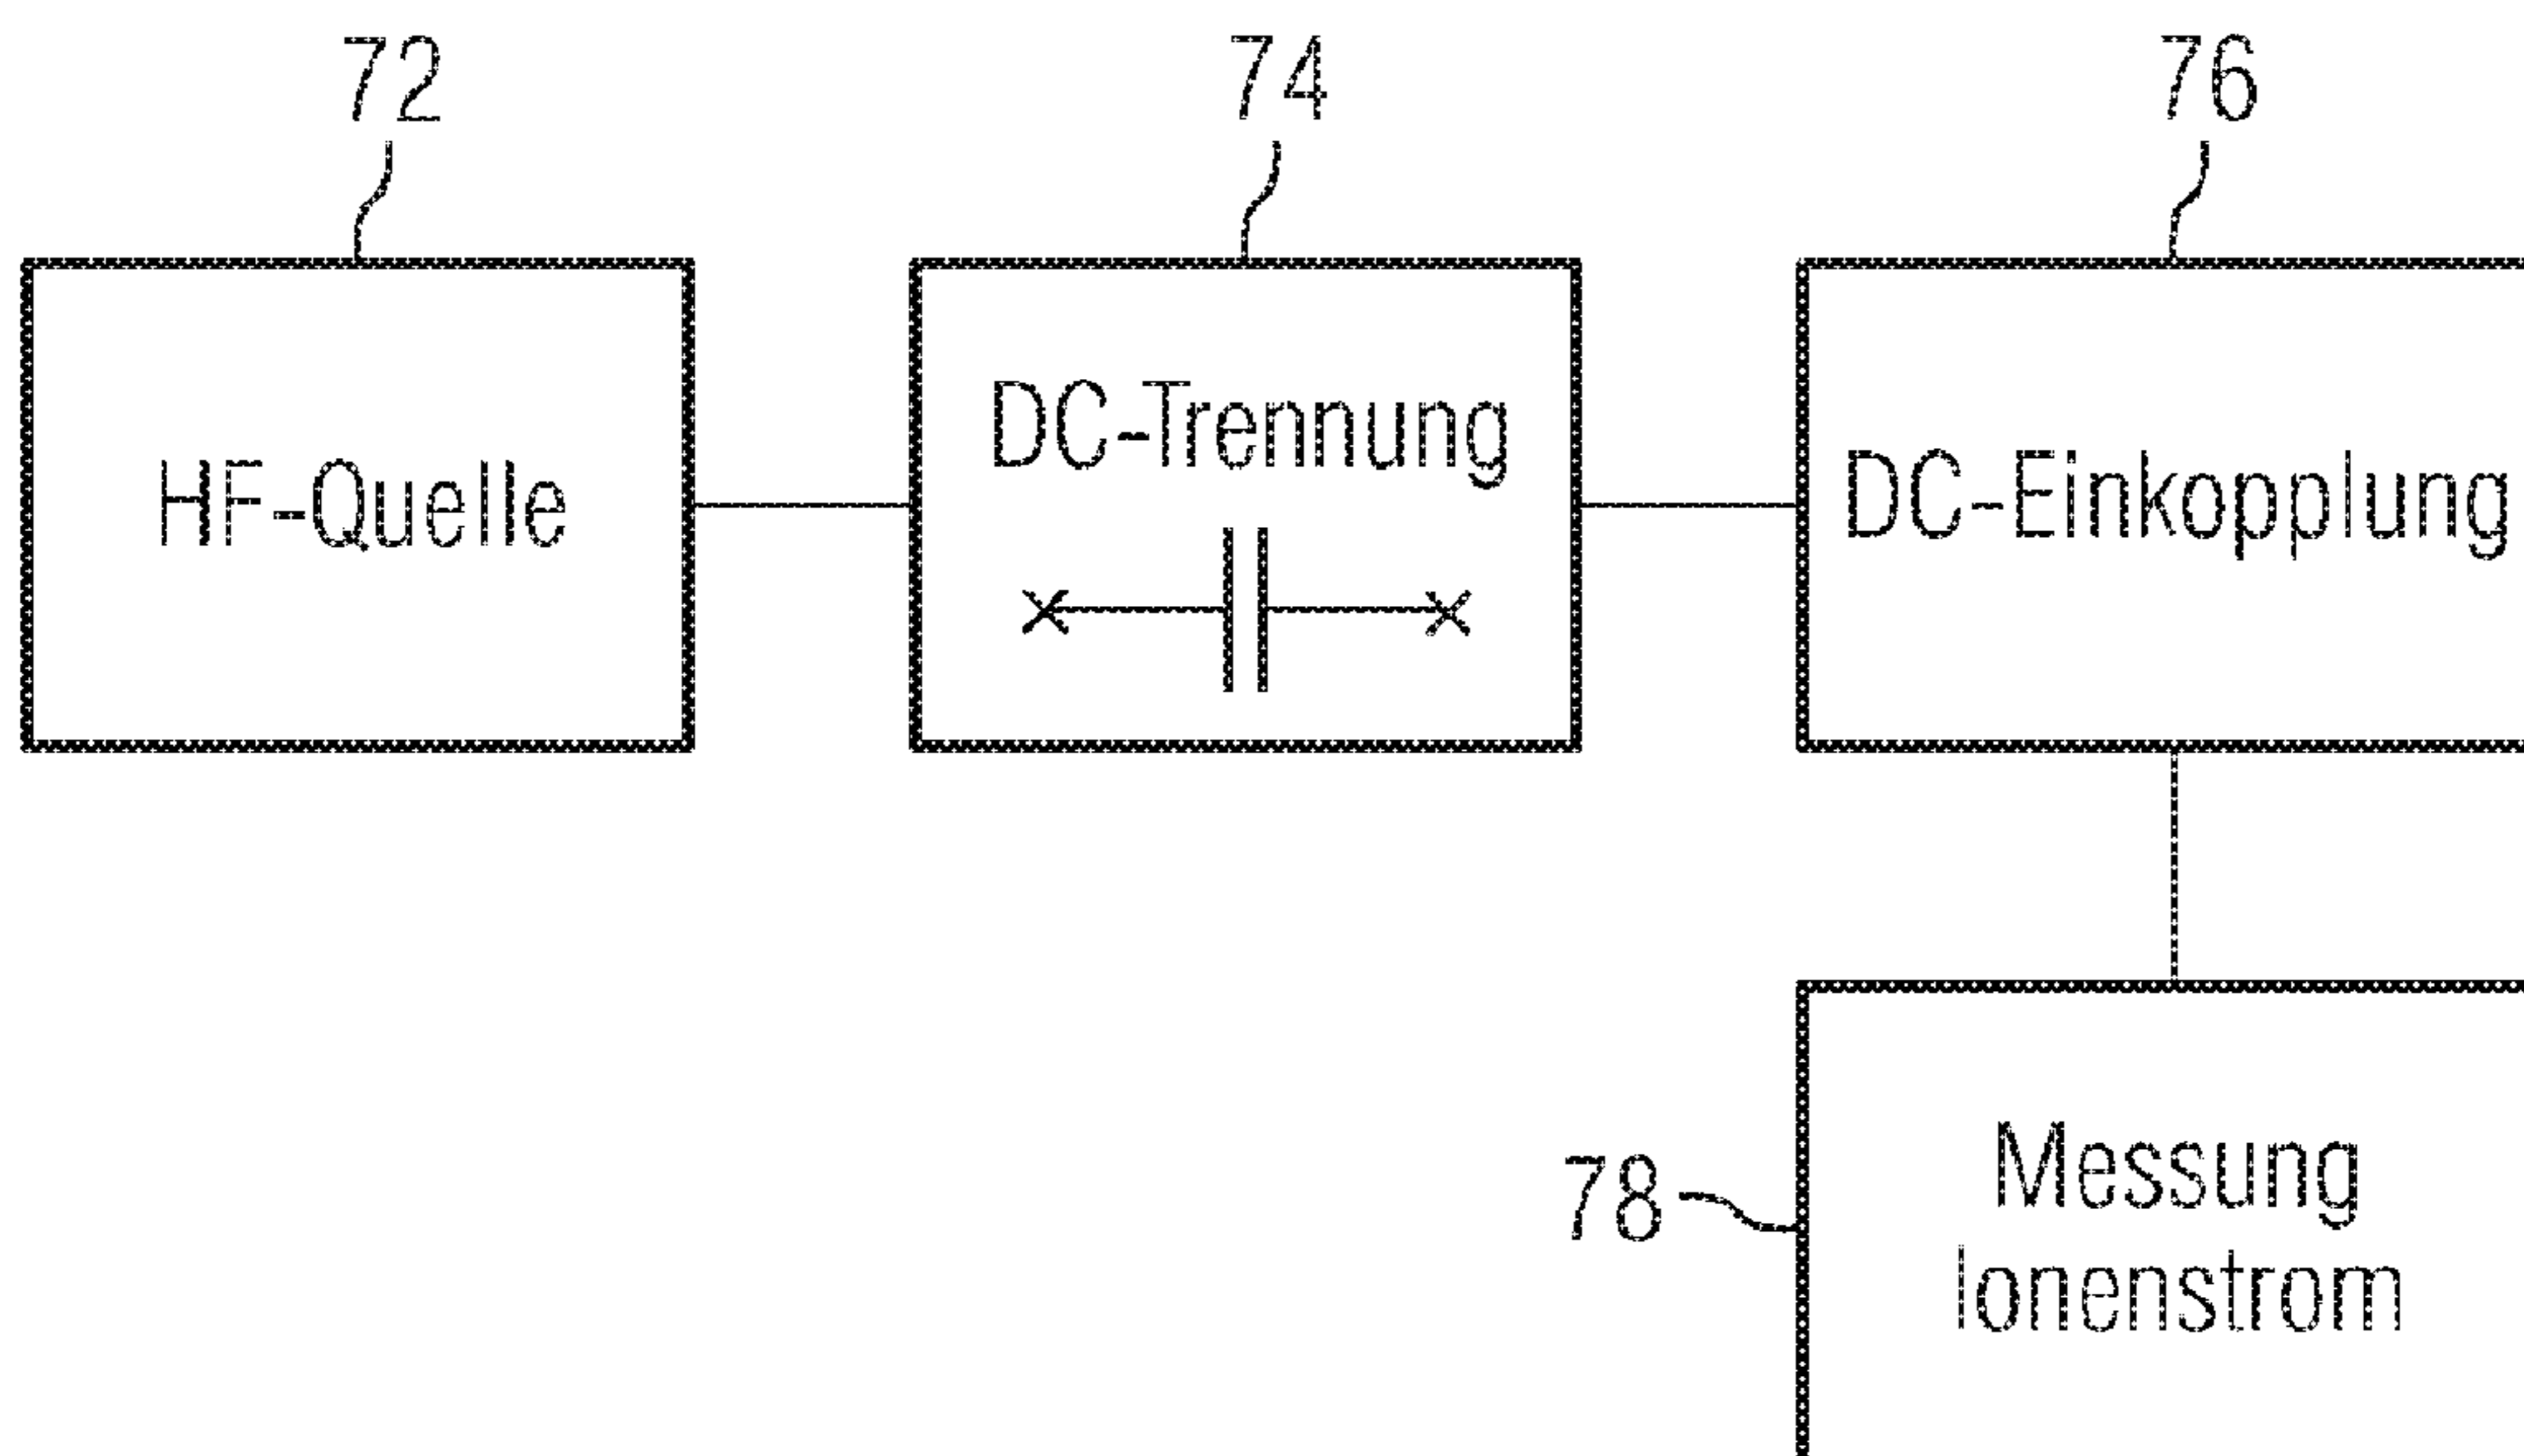 72
74
76
HF-Quelle
DC-Trennung
DC-Einkopplung
78
Messung
Ionenstrom